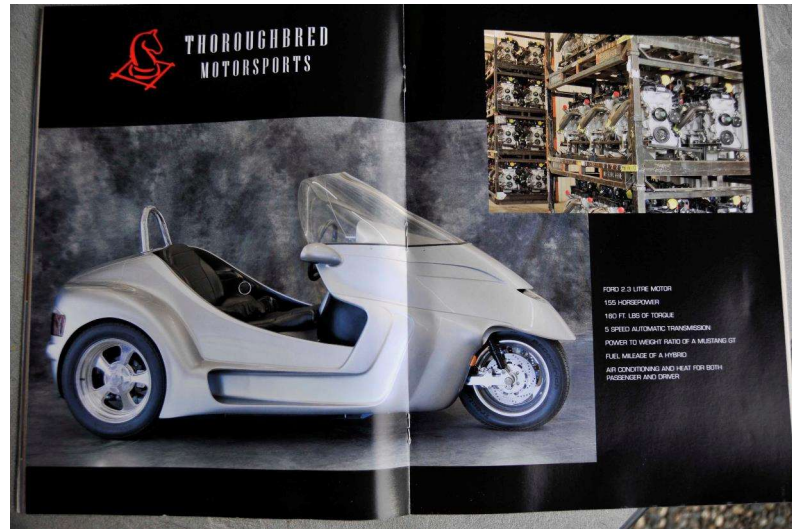 THOROUGHBRED
MOTORSPORTS
FORD 2.3 LITRE MOTOR
155 HORSEPOWER
160 FT. LBS OF TORQUE
5 SPEED AUTOMATIC TRANSMISSION
POWER TO WEIGHT RATIO OF A MUSTANG GT
FUEL MILEAGE OF A HYBRID
AIR CONDITIONING AND HEAT FOR BOTH
PASSENGER AND DRIVER